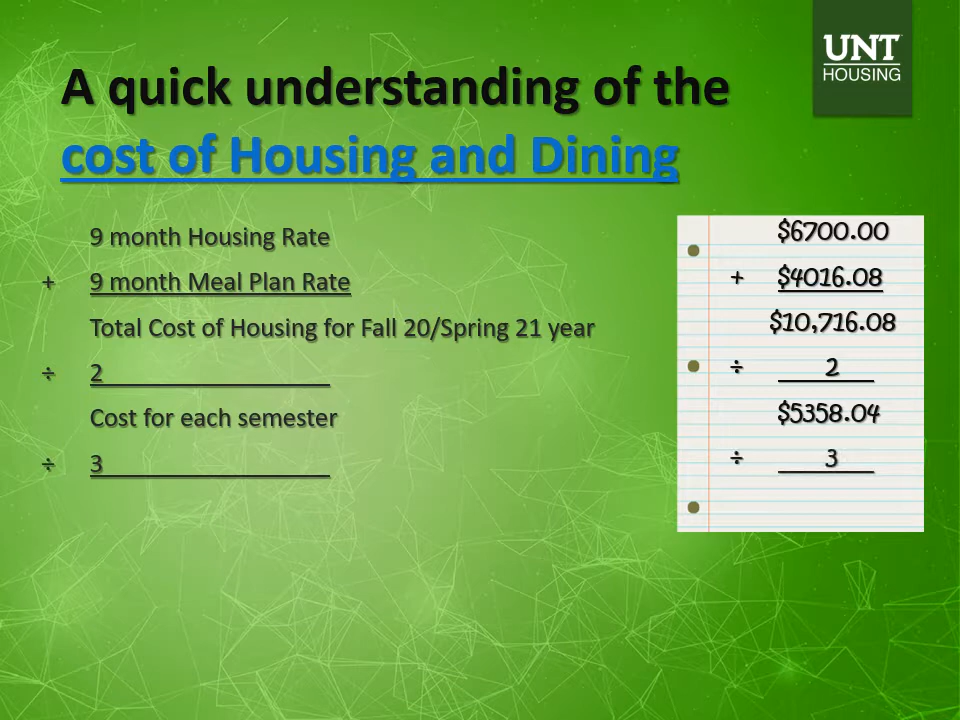 UNT
HOUSING
A quick understanding of the
cost of Housing and Dining
9 month Housing Rate
+ 9 month Meal Plan Rate
Total Cost of Housing for Fall 20/Spring 21 year
÷ 2
Cost for each semester
÷ 3
$6700.00
+ $4016.08
$10,716.08
÷ 2
$5358.04
÷ 3